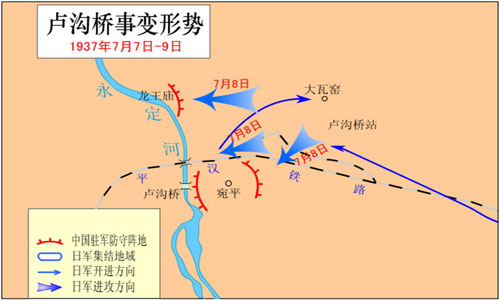 卢沟桥事变形势
1937年7月7日-9日
永定河
龙王庙
7月8日
大瓦窑
7月8日
卢沟桥站
7月8日
平汉铁路
卢沟桥
宛平
图例
中国驻军防守阵地
日军集结地域
日军开进方向
日军进攻方向